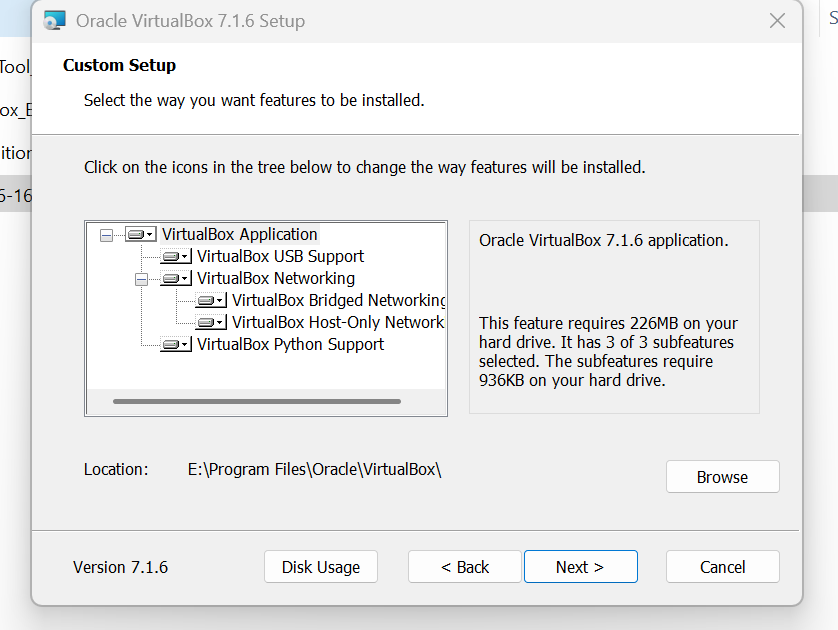 Oracle VirtualBox 7.1.6 Setup
Custom Setup
Select the way you want features to be installed.
Click on the icons in the tree below to change the way features will be installed.
VirtualBox Application
VirtualBox USB Support
VirtualBox Networking
VirtualBox Bridged Networking
VirtualBox Host-Only Network
VirtualBox Python Support
Oracle VirtualBox 7.1.6 application.
This feature requires 226MB on your
hard drive. It has 3 of 3 subfeatures
selected. The subfeatures require
936KB on your hard drive.
Location:
E:\Program Files\Oracle\VirtualBox\
Browse
Version 7.1.6
Disk Usage
< Back
Next >
Cancel